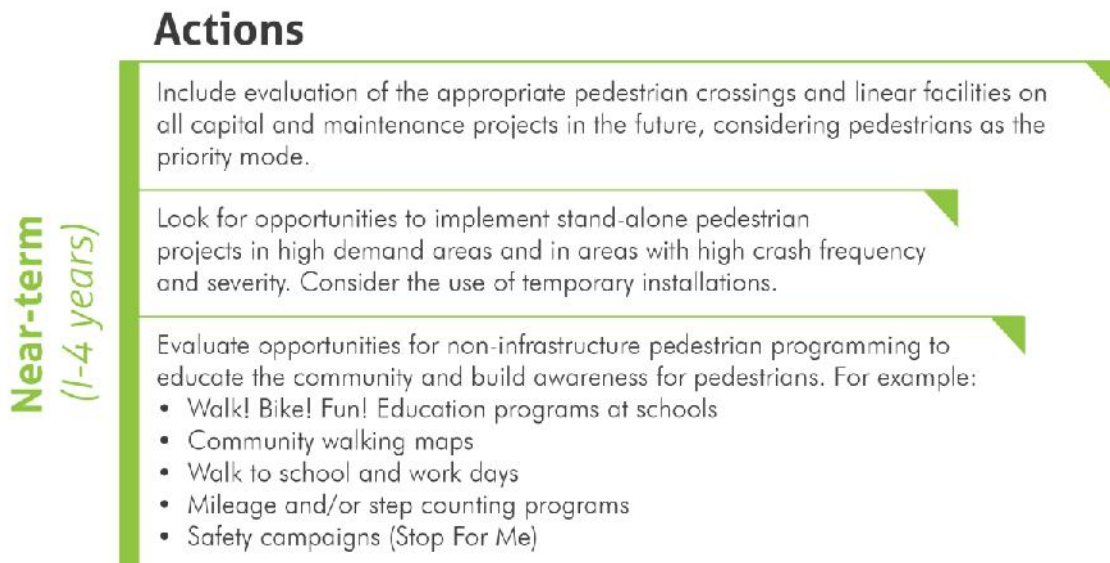 Actions
Near-term
(1-4 years)
Include evaluation of the appropriate pedestrian crossings and linear facilities on
all capital and maintenance projects in the future, considering pedestrians as the
priority mode.
Look for opportunities to implement stand-alone pedestrian
projects in high demand areas and in areas with high crash frequency
and severity. Consider the use of temporary installations.
Evaluate opportunities for non-infrastructure pedestrian programming to
educate the community and build awareness for pedestrians. For example:
• Walk! Bike! Fun! Education programs at schools
• Community walking maps
• Walk to school and work days
• Mileage and/or step counting programs
• Safety campaigns (Stop For Me)